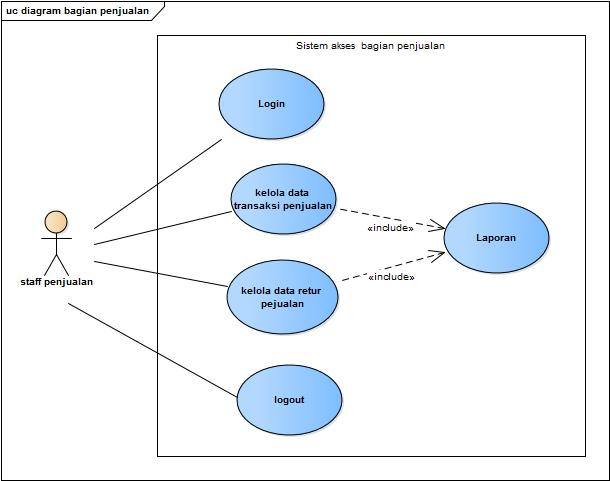 uc diagram bagian penjualan
Sistem akses bagian penjualan
Login
kelola data
transaksi penjualan
«include»
Laporan
staff penjualan
«include»
kelola data retur
pejualan
logout